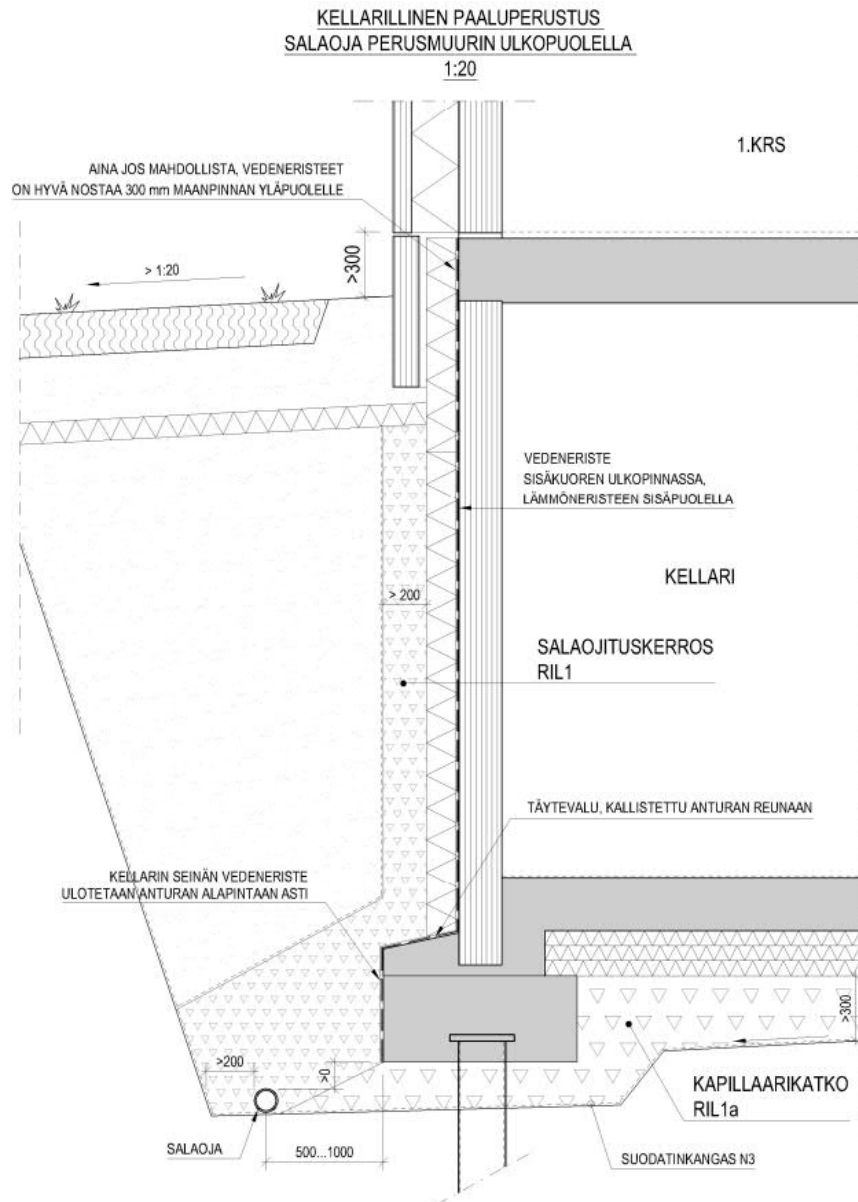 KELLARILLINEN PAALUPERUSTUS
SALAOJA PERUSMUURIN ULKOPUOLELLA
1:20
1.KRS
AINA JOS MAHDOLLISTA, VEDENERISTEET
ON HYVÄ NOSTAA 300 mm MAANPINNAN YLÄPUOLELLE
> 1:20
>300
VEDENERISTE
SISÄKUOREN ULKOPINNASSA,
LÄMMÖNERISTEEN SISÄPUOLELLA
KELLARI
> 200
SALAOJITUSKERROS
RIL1
TÄYTEVALU, KALLISTETTU ANTURAN REUNAAN
KELLARIN SEINÄN VEDENERISTE
ULOTETAAN ANTURAN ALAPINTAAN ASTI
>300
>200
>0
KAPILLAARIKATKO
RIL1a
SALAOJA
500...1000
SUODATINKANGAS N3